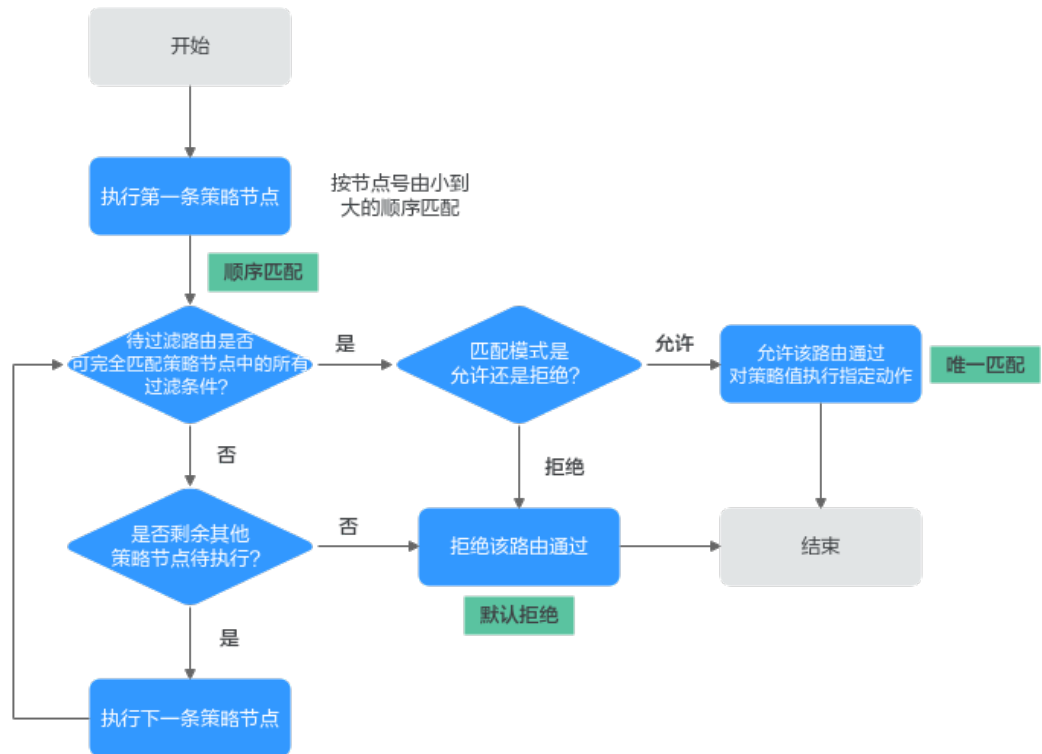 开始
执行第一条策略节点
按节点号由小到
大的顺序匹配
顺序匹配
待过滤路由是否
可完全匹配策略节点中的所有
过滤条件?
是
匹配模式是
允许还是拒绝?
允许
允许该路由通过
对策略值执行指定动作
唯一匹配
否
拒绝
是否剩余其他
策略节点待执行?
否
拒绝该路由通过
结束
默认拒绝
是
执行下一条策略节点